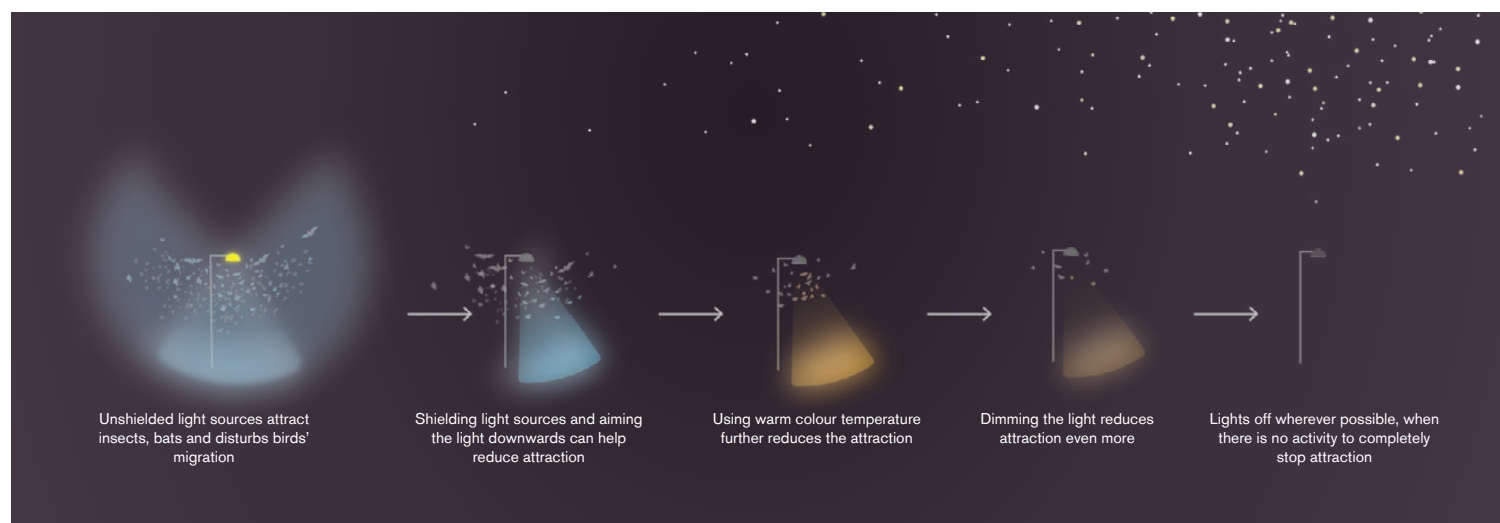 Unshielded light sources attract
insects, bats and disturbs birds'
migration
Shielding light sources and aiming
the light downwards can help
reduce attraction
Using warm colour temperature
further reduces the attraction
Dimming the light reduces
attraction even more
Lights off wherever possible, when
there is no activity to completely
stop attraction